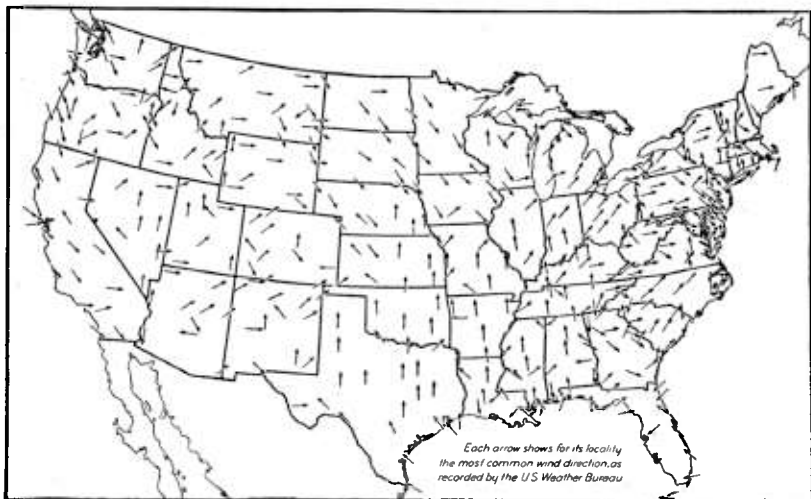 Each arrow shows for its locality
the most common wind direction, as
recorded by the U.S. Weather Bureau